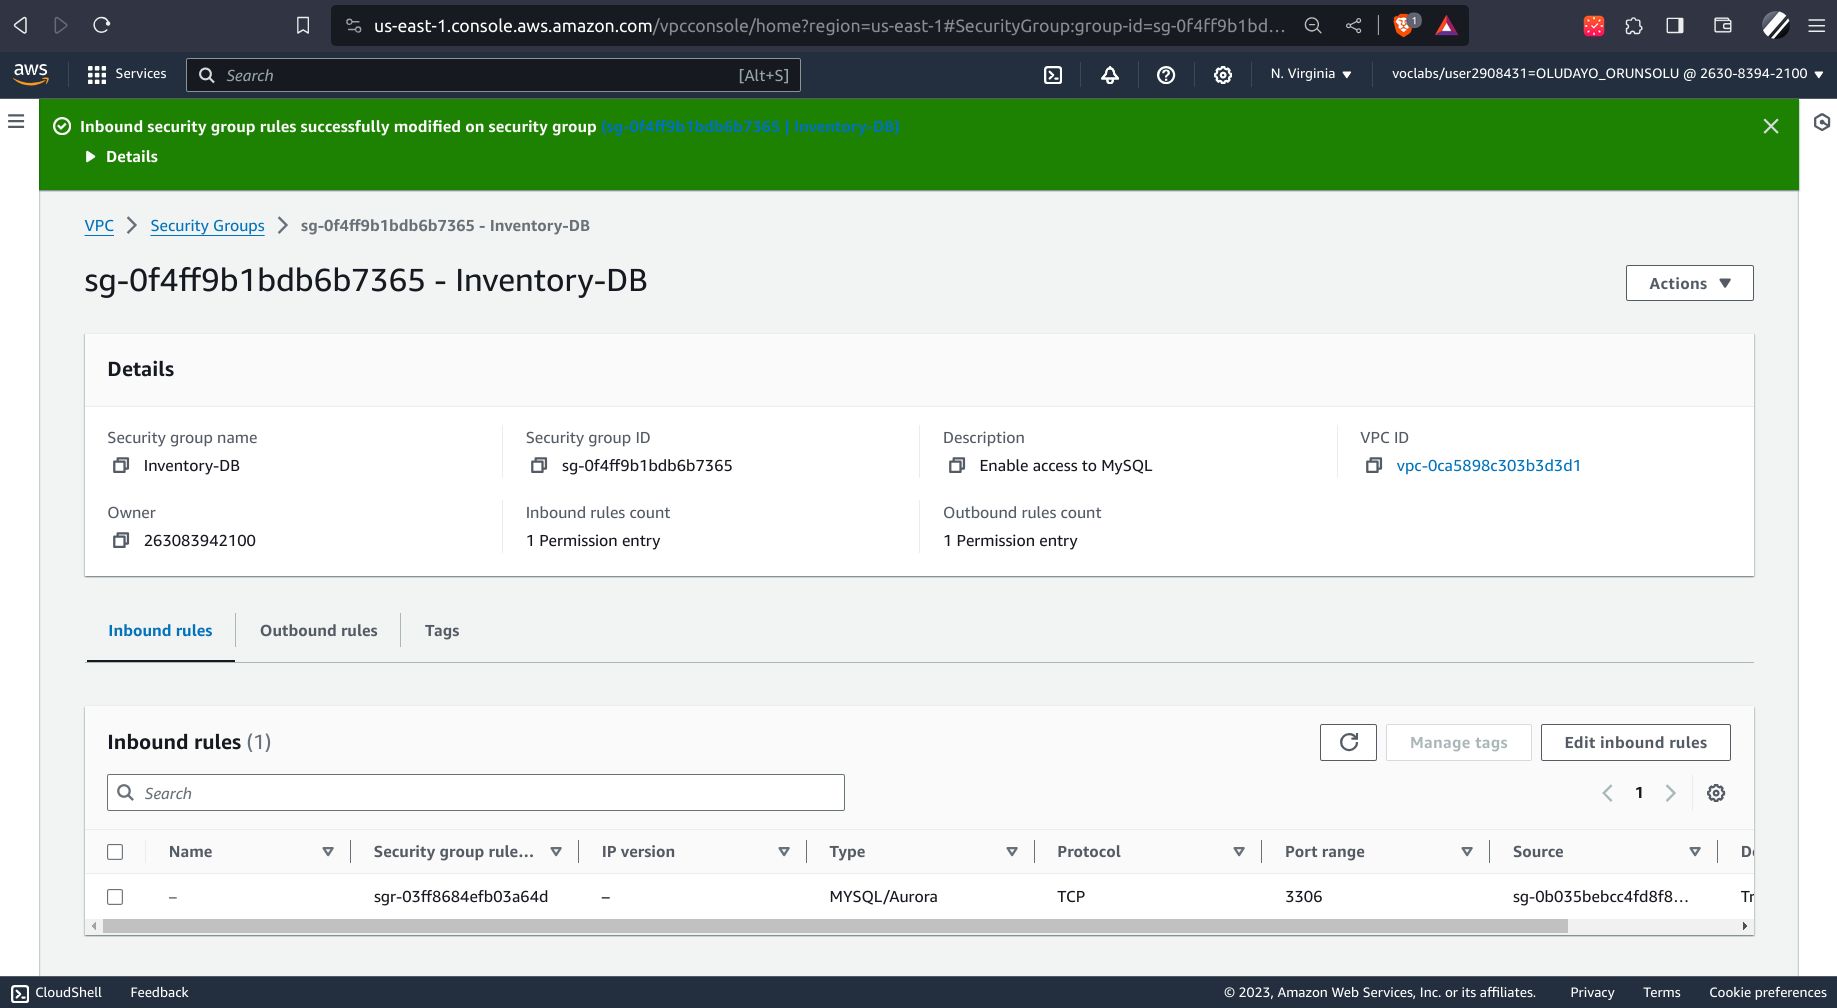 us-east-1.console.aws.amazon.com/vpcconsole/home?region=us-east-1#SecurityGroup:group-id=sg-0f4ff9b1bd...
1
aws
Services
Search
[Alt+S]
N. Virginia
voclabs/user2908431=OLUDAYO_ORUNSOLU @ 2630-8394-2100
Inbound security group rules successfully modified on security group (sg-0f4ff9b1bdb6b7365 | Inventory-DB)
Details
VPC
Security Groups
sg-0f4ff9b1bdb6b7365 - Inventory-DB
sg-0f4ff9b1bdb6b7365 - Inventory-DB
Actions
Details
Security group name
Security group ID
Description
VPC ID
Inventory-DB
sg-0f4ff9b1bdb6b7365
Enable access to MySQL
vpc-0ca5898c303b3d3d1
Owner
Inbound rules count
Outbound rules count
263083942100
1 Permission entry
1 Permission entry
Inbound rules
Outbound rules
Tags
Inbound rules (1)
Manage tags
Edit inbound rules
Search
1
Name
Security group rule...
IP version
Type
Protocol
Port range
Source
–
sgr-03ff8684efb03a64d
–
MYSQL/Aurora
TCP
3306
sg-0b035bebcc4fd8f8...
Tr
CloudShell
Feedback
© 2023, Amazon Web Services, Inc. or its affiliates.
Privacy
Terms
Cookie preferences